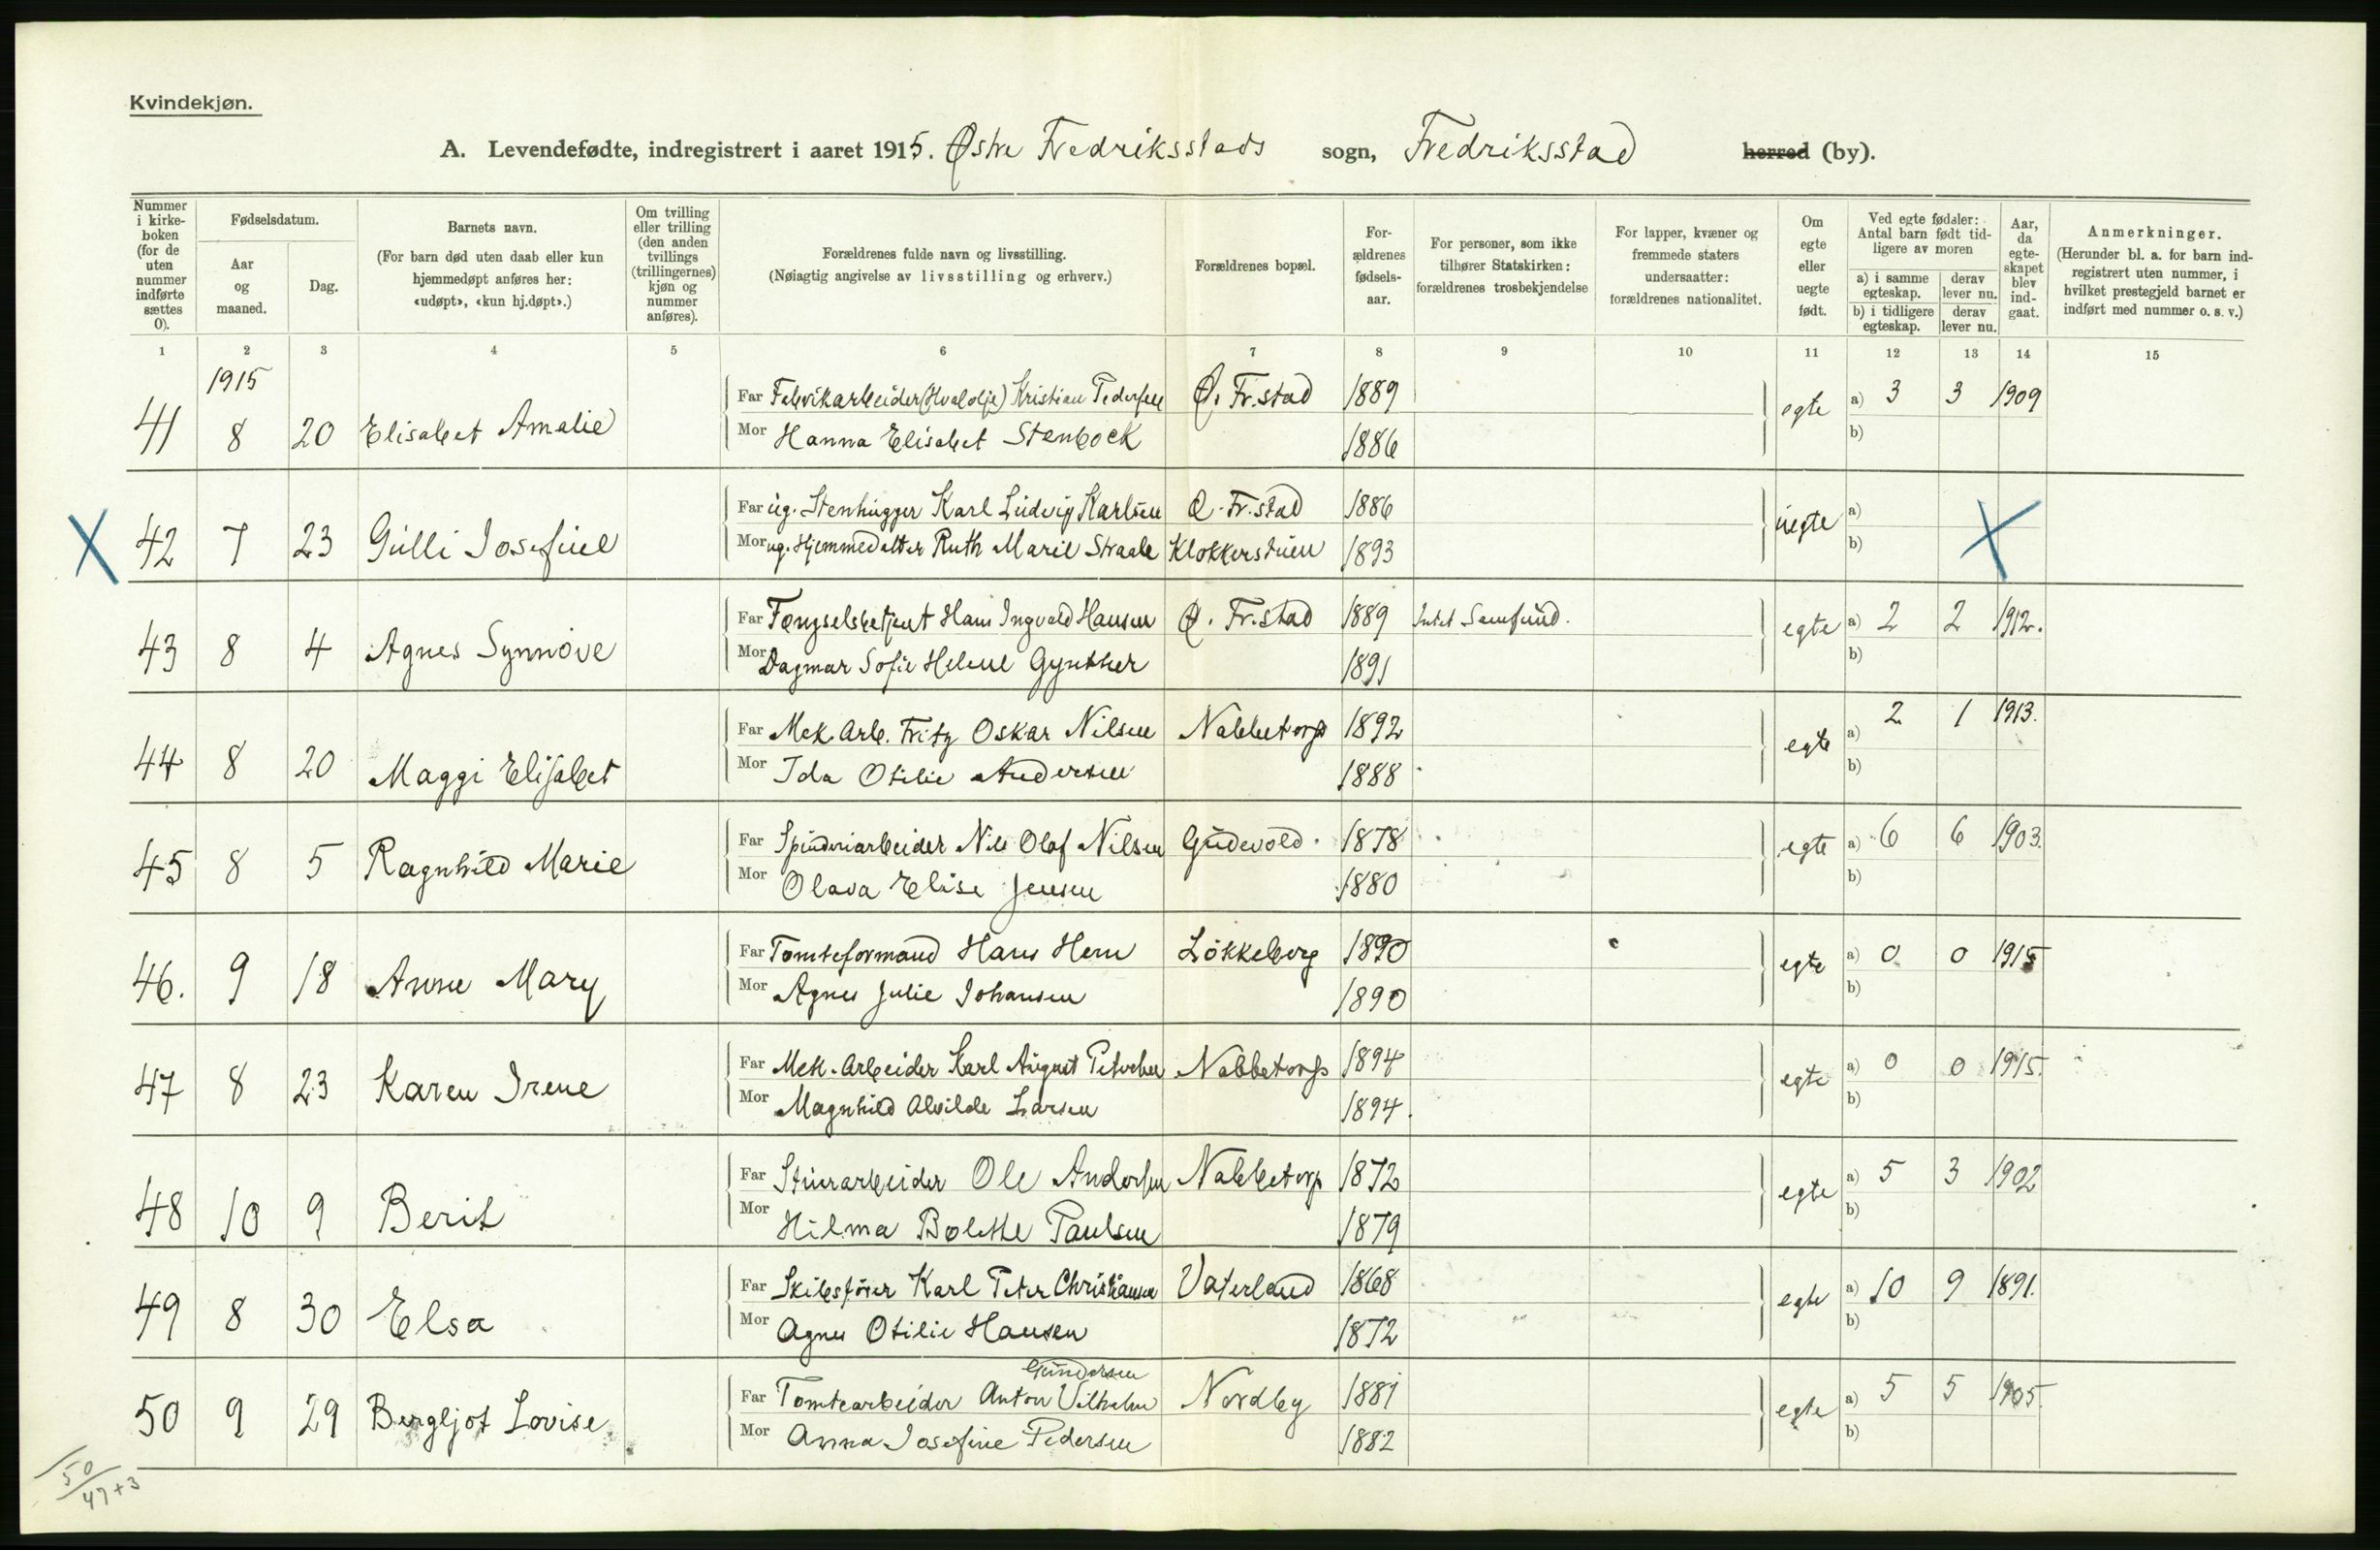 Kvindekjøn.
A. Levendefødte, indregistrert i aaret 1915. Østre Fredriksstads sogn, Fredriksstad herred (by).
Nummer i kirkeboken (for de uten nummer indførte sættes 0).
Fødselsdatum.
Aar og maaned.
Dag.
Barnets navn.
(For barn død uten daab eller kun hjemmedøpt anføres her: «udøpt», «kun hj.døpt».)
Om tvilling eller trilling (den anden tvillings (trillingernes) kjøn og nummer anføres).
Forældrenes fulde navn og livsstilling.
(Nøiagtig angivelse av livsstilling og erhverv.)
Forældrenes bopæl.
Forældrenes fødselsaar.
For personer, som ikke tilhører Statskirken: forældrenes trosbekjendelse
For lapper, kvæner og fremmede staters undersaatter: forældrenes nationalitet.
Om egte eller uegte født.
Ved egte fødsler: Antal barn født tidligere av moren
a) i samme egteskap.
derav lever nu.
b) i tidligere egteskap.
derav lever nu.
Aar, da egteskapet blev indgaat.
Anmerkninger.
(Herunder bl. a. for barn indregistrert uten nummer, i hvilket prestegjeld barnet er indført med nummer o. s. v.)
1 2 3 4 5 6 7 8 9 10 11 12 13 14 15
1915
41 8 20 Elisabet Amalie Far Fabrikarbeider (Hvalolje) Kristian Pedersen Ø. Fr.stad 1889 egte a) 3 3 1909
Mor Hanna Elisabet Stenbock 1886 b)
X 42 7 23 Gulli Josefine Far ug. Stenhugger Karl Ludvig Karlsen Ø. Fr.stad 1886 uegte a) X
Mor ug. Hjemmedatter Ruth Marie Straale Klokkerstuen 1893 b)
43 8 4 Agnes Synnøve Far Fengselsbetjent Hans Ingvald Hansen Ø. Fr.stad 1889 Intet Samfund. egte a) 2 2 1912.
Mor Dagmar Sofie Helene Gynther 1891 b)
44 8 20 Maggi Elisabet Far Mek. Arb. Fritz Oskar Nilsen Nabbetorp 1892 egte a) 2 1 1913.
Mor Ida Otilie Andersen 1888 b)
45 8 5 Ragnhild Marie Far Spinderiarbeider Nils Olof Nilsen Gudevold. 1878 egte a) 6 6 1903.
Mor Olava Elise Jensen 1880 b)
46. 9 18 Anne Mary Far Tomteformand Hans Hern Løkkeberg 1890 egte a) 0 0 1915
Mor Agnes Julie Johansen 1890 b)
47 8 23 Karen Irene Far Mek. Arbeider Karl August Petersen Nabbetorp 1894 egte a) 0 0 1915.
Mor Magnhild Alvilde Larsen 1894. b)
48 10 9 Berit Far Stuerarbeider Ole Andersen Nabbetorp 1872 egte a) 5 3 1902
Mor Hilma Bolette Paulsen 1879 b)
49 8 30 Elsa Far Skibsfører Karl Peter Christiansen Vaterland 1868 egte a) 10 9 1891.
Mor Agnes Otilie Hansen 1872 b)
Gundersen
50 9 29 Bergljot Lovise Far Tomtearbeider Anton Vilhelm Nordby 1881 egte a) 5 5 1905.
Mor Anna Josefine Pedersen 1882 b)
50
47+3